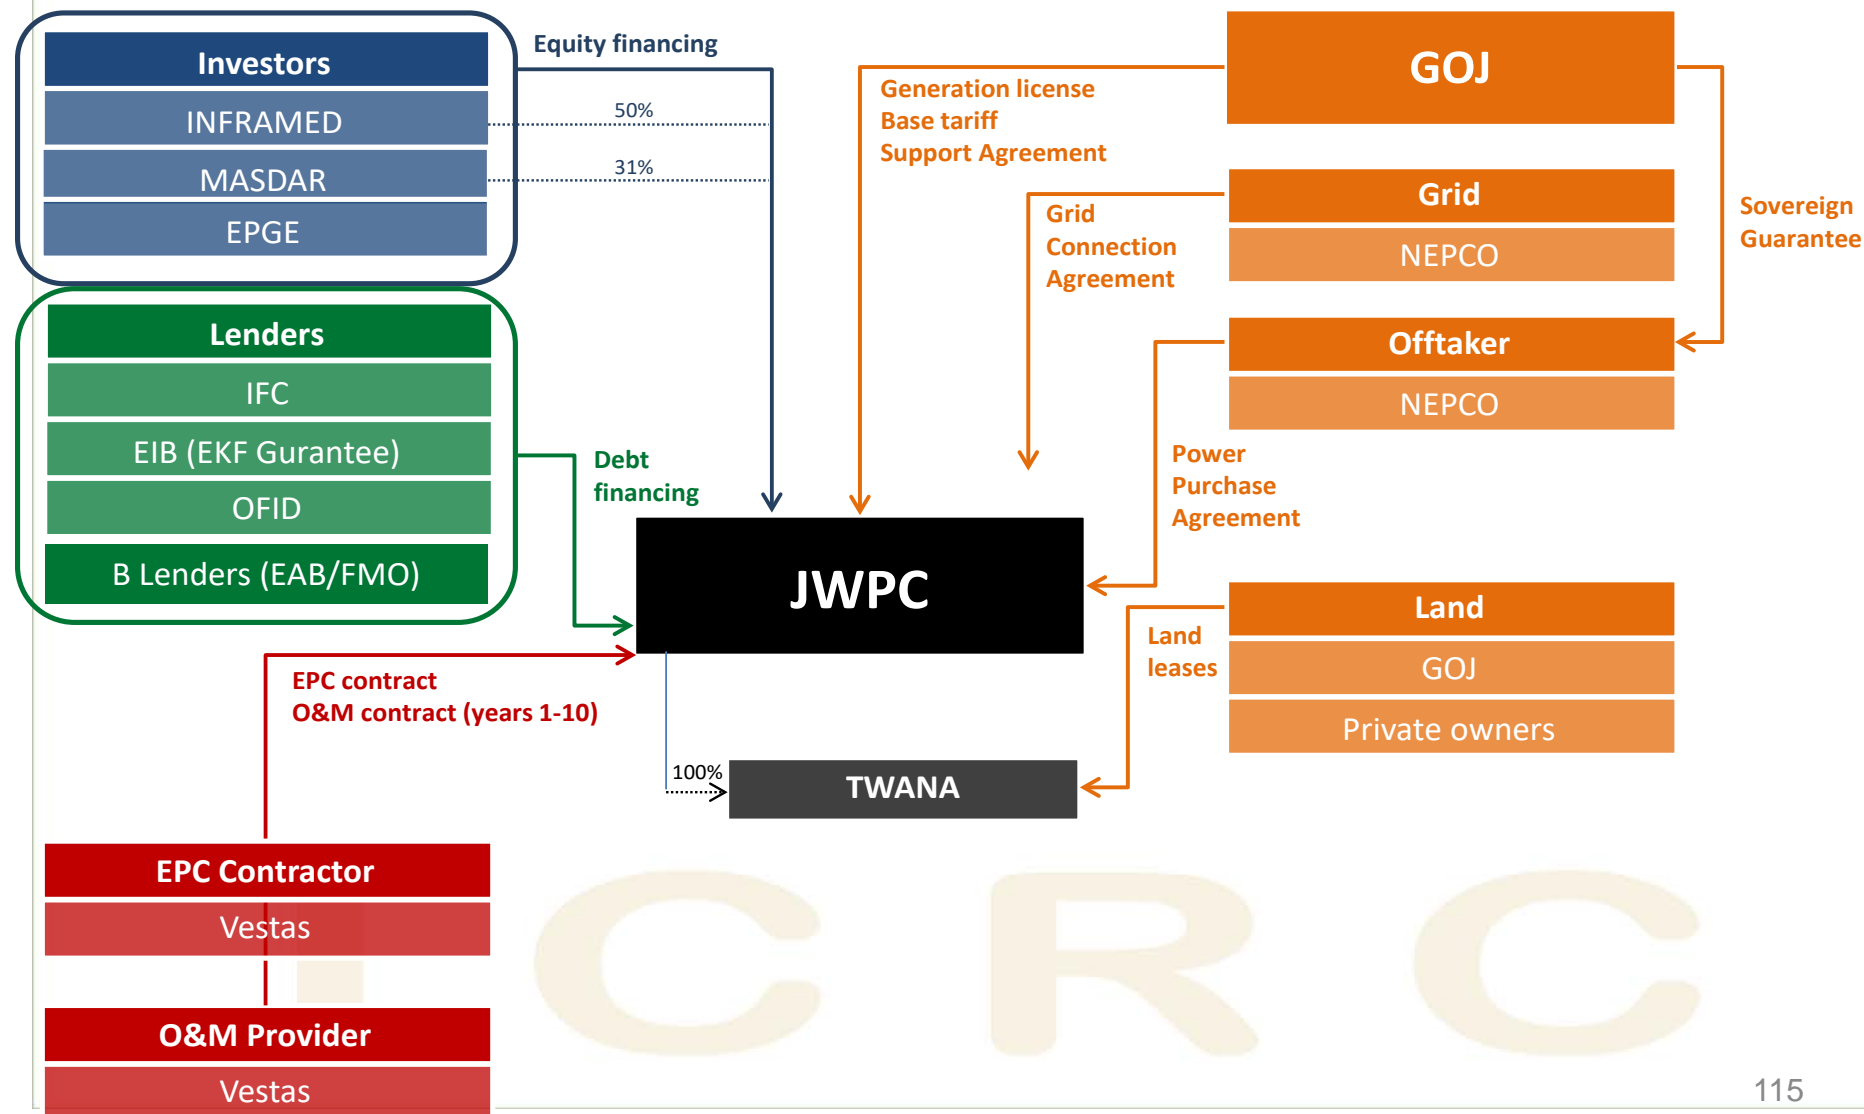 Investors
INFRAMED
MASDAR
EPGE
Equity financing
50%
31%
Lenders
IFC
EIB (EKF Gurantee)
OFID
B Lenders (EAB/FMO)
Debt
financing
GOJ
Generation license
Base tariff
Support Agreement
Grid
NEPCO
Grid
Connection
Agreement
Sovereign
Guarantee
Offtaker
NEPCO
Power
Purchase
Agreement
JWPC
Land
GOJ
Private owners
Land
leases
EPC contract
O&M contract (years 1-10)
100%
TWANA
EPC Contractor
Vestas
O&M Provider
Vestas
I C R C
115